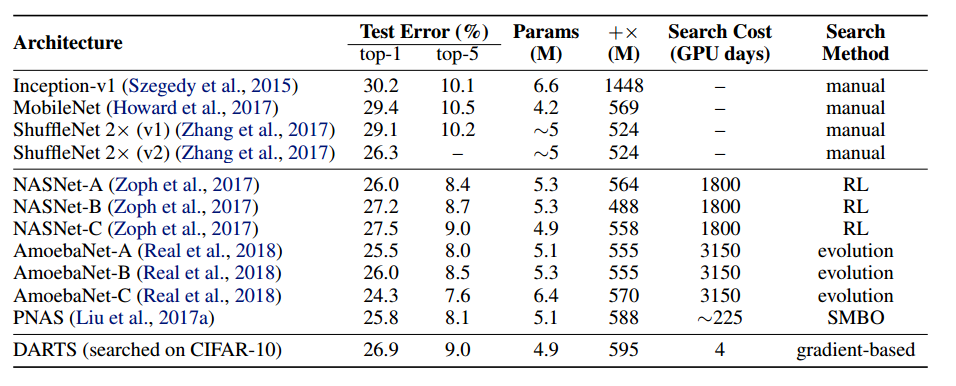 Architecture Test Error (%) Params +× Search Cost Search
top-1 top-5 (M) (M) (GPU days) Method
Inception-v1 (Szegedy et al., 2015) 30.2 10.1 6.6 1448 – manual
MobileNet (Howard et al., 2017) 29.4 10.5 4.2 569 – manual
ShuffleNet 2× (v1) (Zhang et al., 2017) 29.1 10.2 ∼5 524 – manual
ShuffleNet 2× (v2) (Zhang et al., 2017) 26.3 – ∼5 524 – manual
NASNet-A (Zoph et al., 2017) 26.0 8.4 5.3 564 1800 RL
NASNet-B (Zoph et al., 2017) 27.2 8.7 5.3 488 1800 RL
NASNet-C (Zoph et al., 2017) 27.5 9.0 4.9 558 1800 RL
AmoebaNet-A (Real et al., 2018) 25.5 8.0 5.1 555 3150 evolution
AmoebaNet-B (Real et al., 2018) 26.0 8.5 5.3 555 3150 evolution
AmoebaNet-C (Real et al., 2018) 24.3 7.6 6.4 570 3150 evolution
PNAS (Liu et al., 2017a) 25.8 8.1 5.1 588 ∼225 SMBO
DARTS (searched on CIFAR-10) 26.9 9.0 4.9 595 4 gradient-based